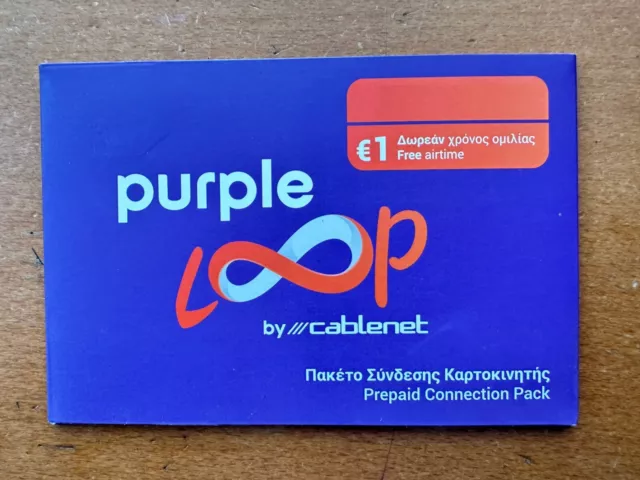 €1 Δωρεάν χρόνος ομιλίας
Free airtime
purple
Loop
by cablenet
Πακέτο Σύνδεσης Καρτοκινητής
Prepaid Connection Pack